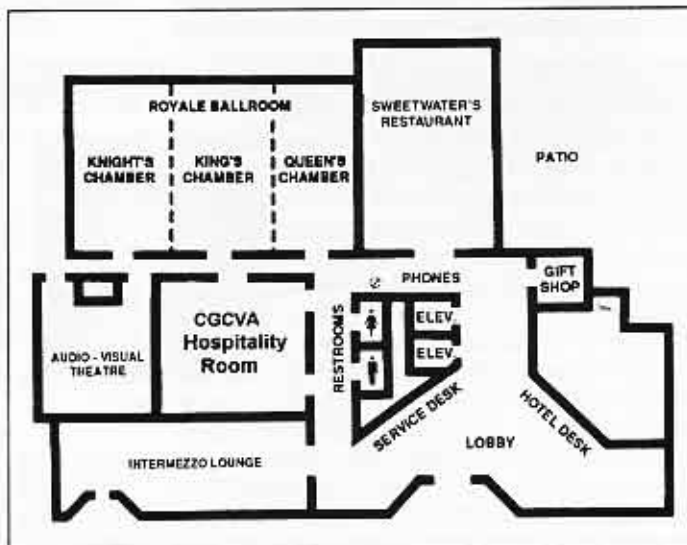 ROYALE BALLROOM
KNIGHT'S
CHAMBER
KING'S
CHAMBER
QUEEN'S
CHAMBER
SWEETWATER'S
RESTAURANT
PATIO
PHONES
GIFT
SHOP
AUDIO - VISUAL
THEATRE
CGCVA
Hospitality
Room
RESTROOMS
ELEV.
ELEV.
SERVICE DESK
HOTEL DESK
LOBBY
INTERMEZZO LOUNGE